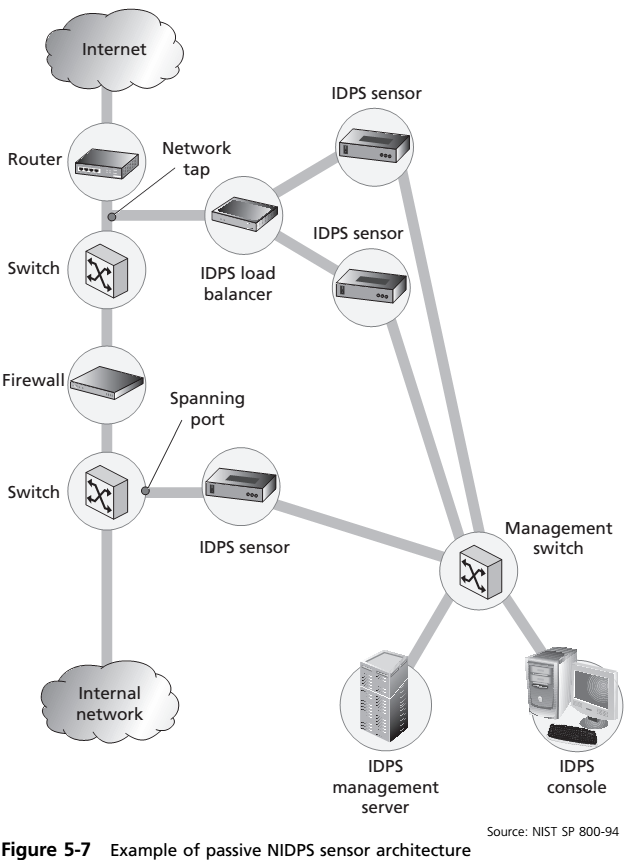 Internet
IDPS sensor
Router
Network
tap
IDPS sensor
Switch
IDPS load
balancer
Firewall
Spanning
port
Switch
IDPS sensor
Management
switch
Internal
network
IDPS
management
server
IDPS
console
Source: NIST SP 800-94
Figure 5-7 Example of passive NIDPS sensor architecture